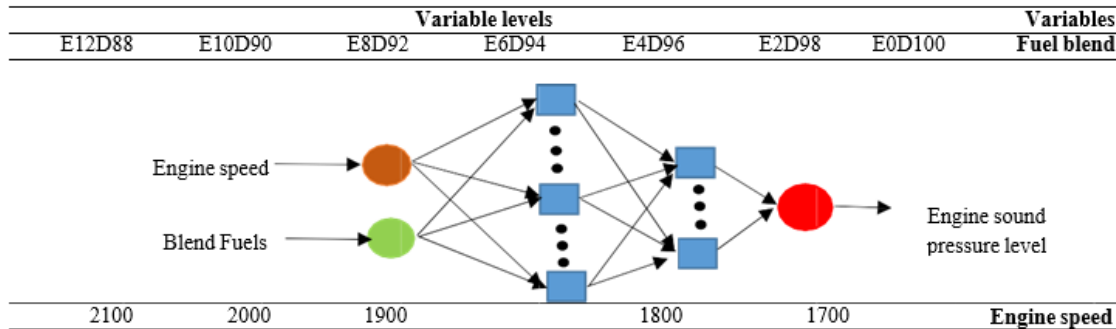 Variable levels Variables
E12D88 E10D90 E8D92 E6D94 E4D96 E2D98 E0D100 Fuel blend
Engine speed
Blend Fuels
Engine sound
pressure level
2100 2000 1900 1800 1700 Engine speed